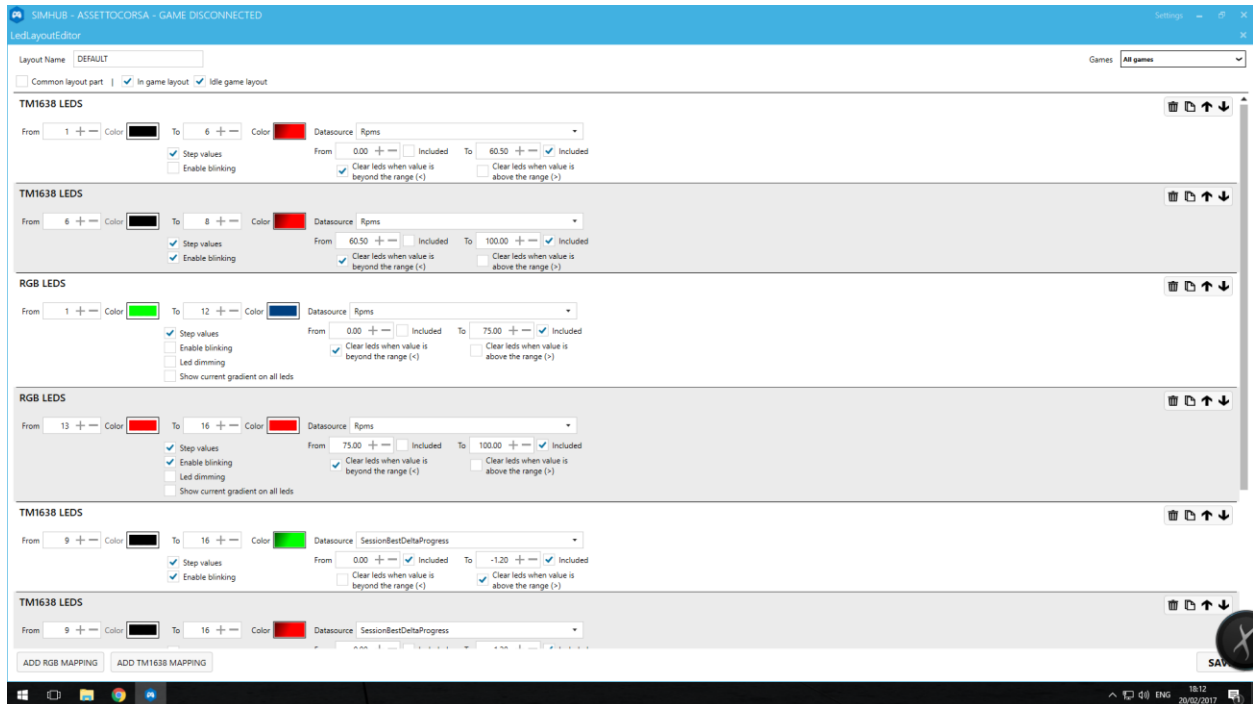 SIMHUB - ASSETTOCORSA - GAME DISCONNECTED Settings
LedLayoutEditor
Layout Name DEFAULT Games All games
Common layout part | In game layout Idle game layout
TM1638 LEDS
From 1 Color To 6 Color Datasource Rpms
Step values From 0.00 Included To 60.50 Included
Enable blinking Clear leds when value is Clear leds when value is
beyond the range (<) above the range (>)
TM1638 LEDS
From 6 Color To 8 Color Datasource Rpms
Step values From 60.50 Included To 100.00 Included
Enable blinking Clear leds when value is Clear leds when value is
beyond the range (<) above the range (>)
RGB LEDS
From 1 Color To 12 Color Datasource Rpms
Step values From 0.00 Included To 75.00 Included
Enable blinking Clear leds when value is Clear leds when value is
beyond the range (<) above the range (>)
Led dimming
Show current gradient on all leds
RGB LEDS
From 13 Color To 16 Color Datasource Rpms
Step values From 75.00 Included To 100.00 Included
Enable blinking Clear leds when value is Clear leds when value is
beyond the range (<) above the range (>)
Led dimming
Show current gradient on all leds
TM1638 LEDS
From 9 Color To 16 Color Datasource SessionBestDeltaProgress
Step values From 0.00 Included To -1.20 Included
Enable blinking Clear leds when value is Clear leds when value is
beyond the range (<) above the range (>)
TM1638 LEDS
From 9 Color To 16 Color Datasource SessionBestDeltaProgress
ADD RGB MAPPING ADD TM1638 MAPPING SAV
ENG 18:12
20/02/2017